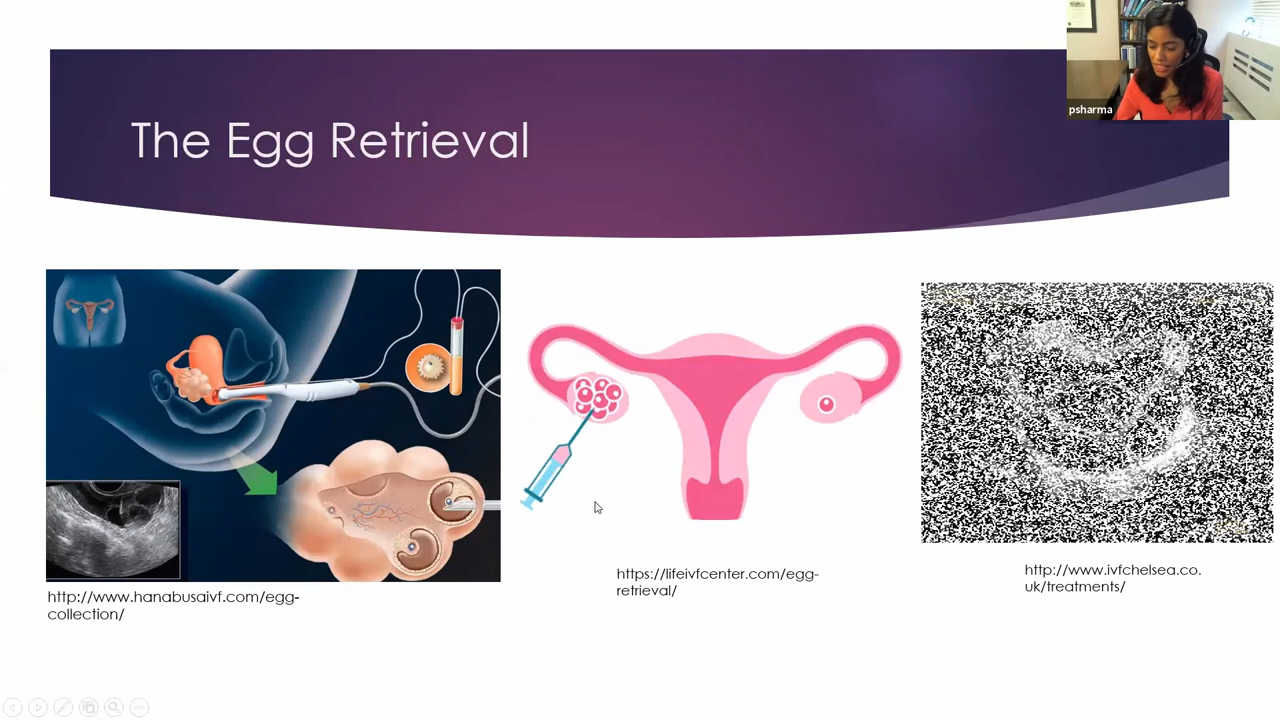 psharma
The Egg Retrieval
http://www.hanabusaivf.com/egg-
collection/
https://lifeivfcenter.com/egg-
retrieval/
http://www.ivfchelsea.co.
uk/treatments/